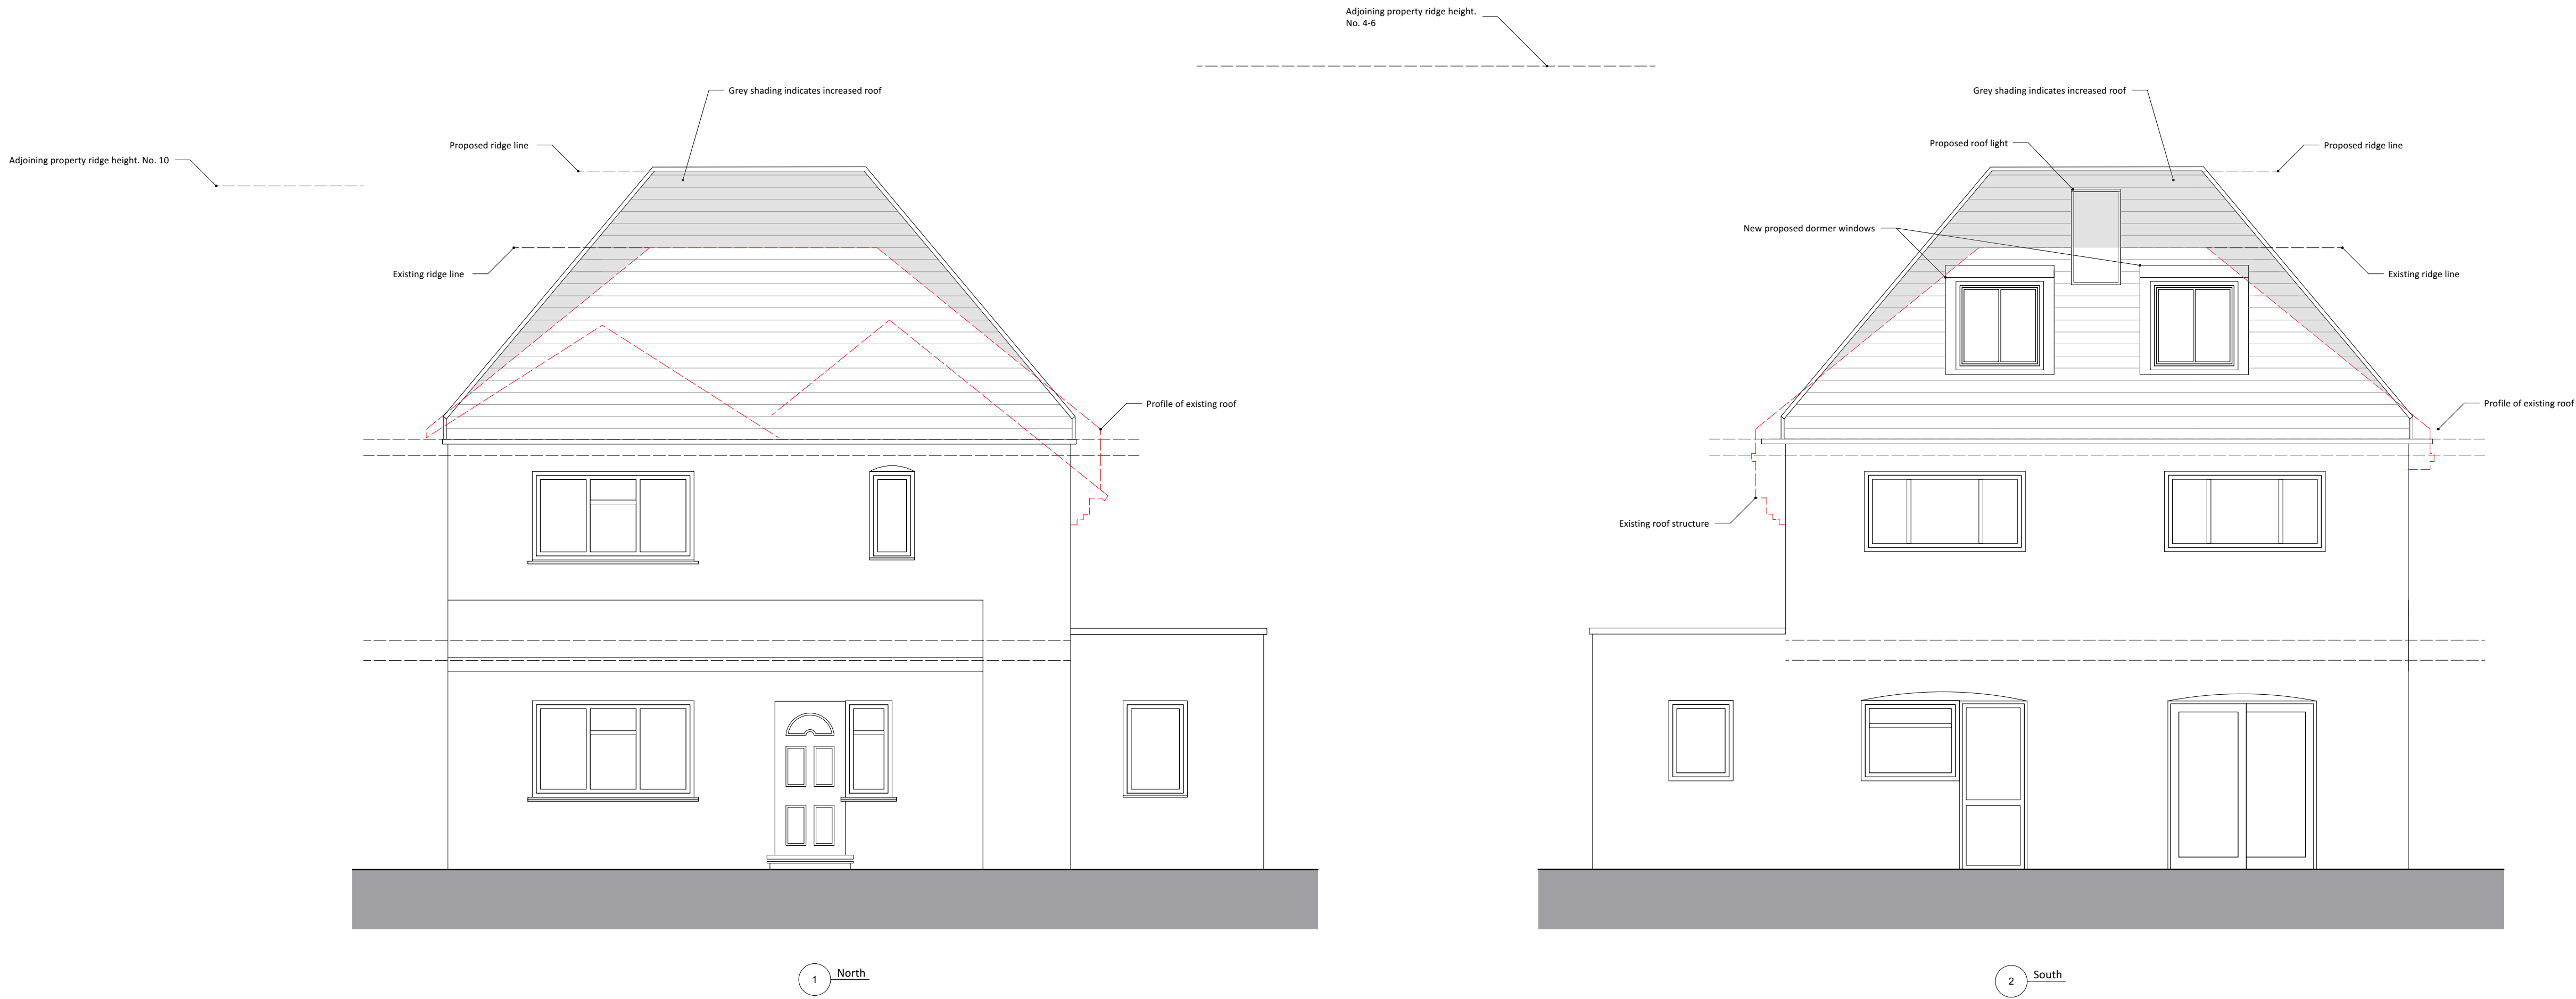 Adjoining property ridge height.
No. 4-6
Grey shading indicates increased roof
Proposed ridge line
Adjoining property ridge height. No. 10
Existing ridge line
Profile of existing roof
1
North
Grey shading indicates increased roof
Proposed roof light
Proposed ridge line
New proposed dormer windows
Existing ridge line
Profile of existing roof
Existing roof structure
2
South